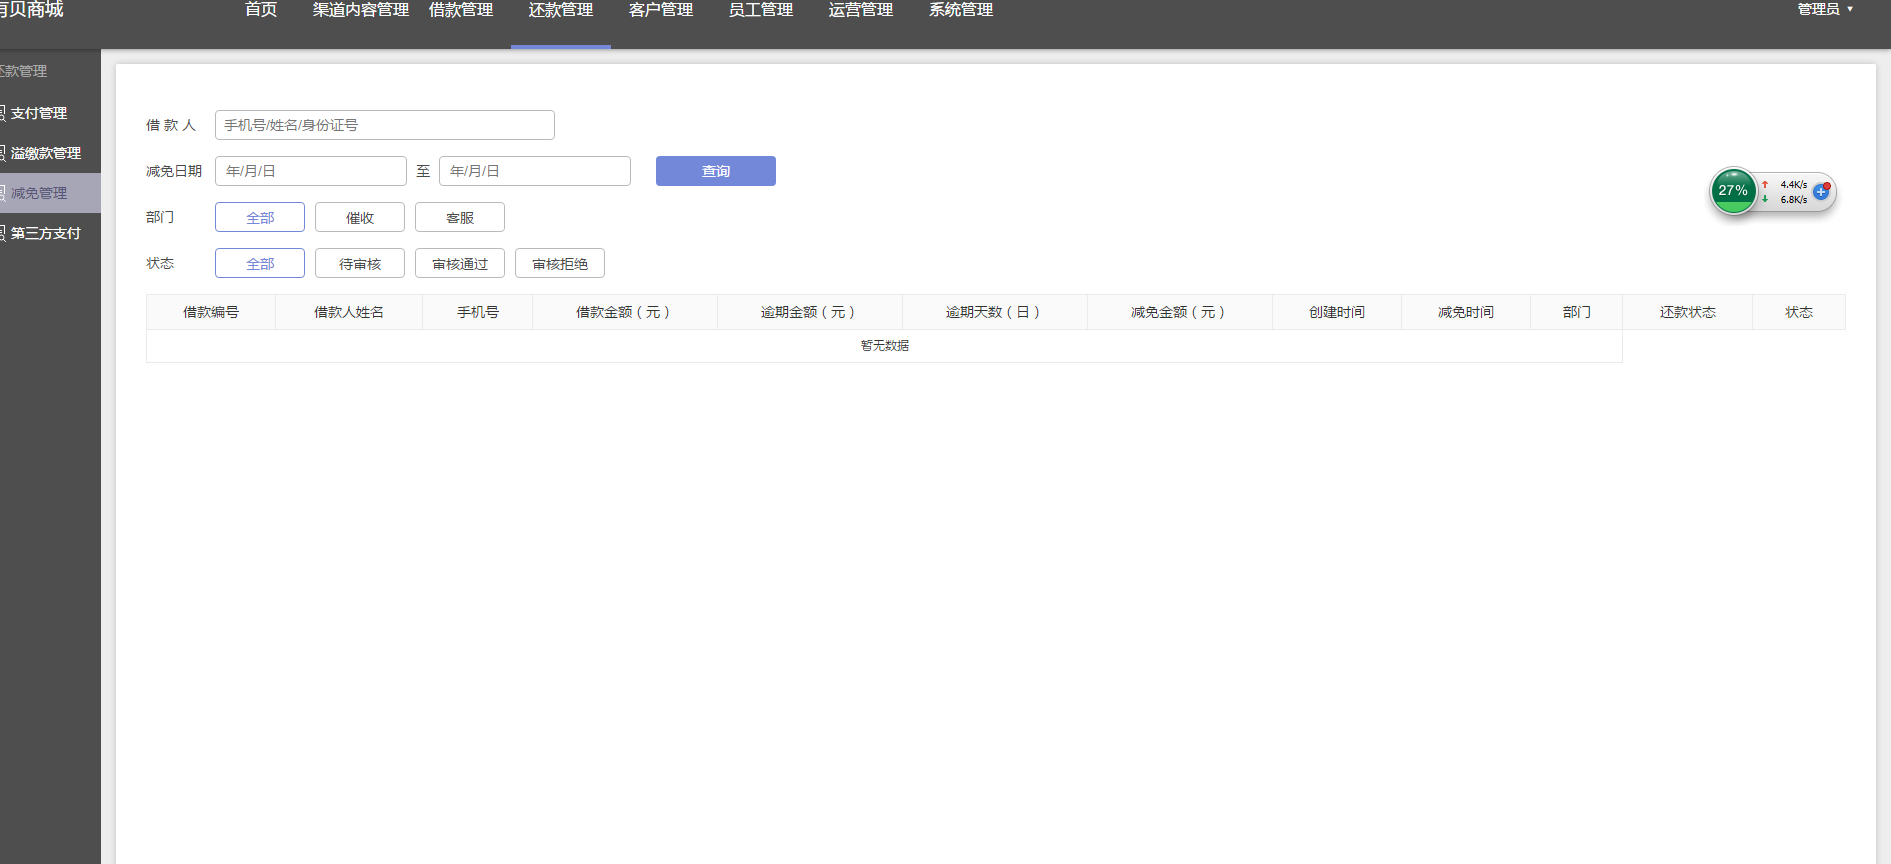 贝商城 首页 渠道内容管理 借款管理 还款管理 客户管理 员工管理 运营管理 系统管理 管理员
还款管理
支付管理
溢缴款管理
减免管理
第三方支付
借 款 人 手机号/姓名/身份证号
减免日期 年/月/日 至 年/月/日 查询
部门 全部 催收 客服
状态 全部 待审核 审核通过 审核拒绝
借款编号 借款人姓名 手机号 借款金额（元） 逾期金额（元） 逾期天数（日） 减免金额（元） 创建时间 减免时间 部门 还款状态 状态
暂无数据
27% 4.4K/s
6.8K/s